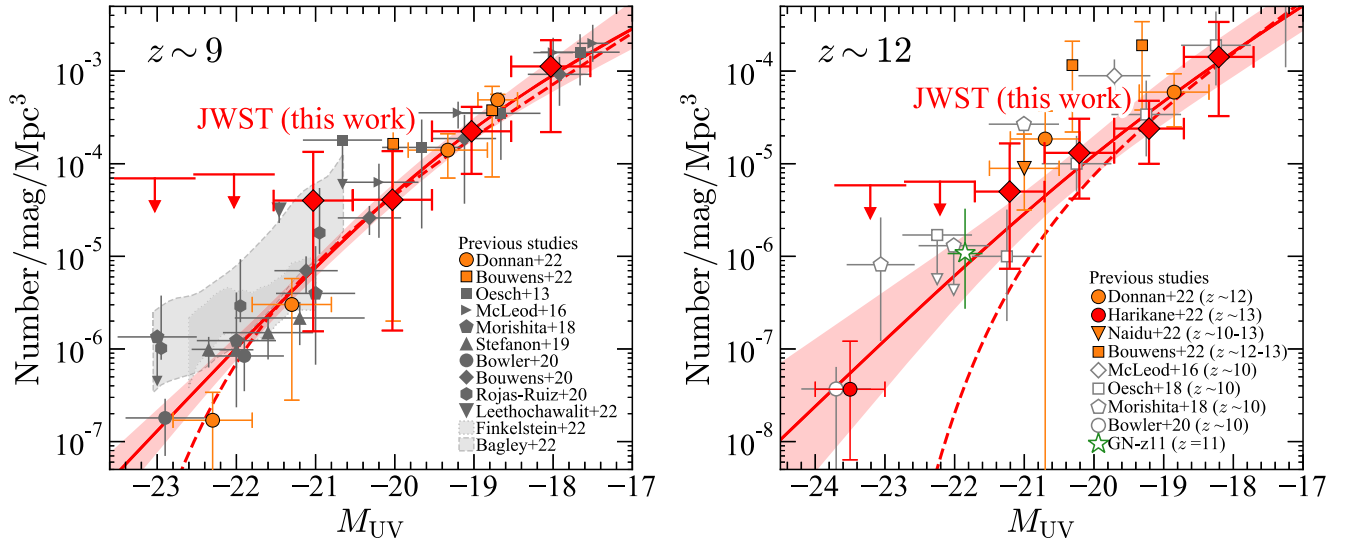 z ~ 9
JWST (this work)
Number/mag/Mpc³
10⁻³
10⁻⁴
10⁻⁵
10⁻⁶
10⁻⁷
Previous studies
Donnan+22
Bouwens+22
Oesch+13
McLeod+16
Morishita+18
Stefanon+19
Bowler+20
Bouwens+20
Rojas-Ruiz+20
Leethochawalit+22
Finkelstein+22
Bagley+22
−23 −22 −21 −20 −19 −18 −17
M_UV
z ~ 12
JWST (this work)
Number/mag/Mpc³
10⁻⁴
10⁻⁵
10⁻⁶
10⁻⁷
10⁻⁸
Previous studies
Donnan+22 (z ~12)
Harikane+22 (z ~13)
Naidu+22 (z ~10-13)
Bouwens+22 (z ~12-13)
McLeod+16 (z ~10)
Oesch+18 (z ~10)
Morishita+18 (z ~10)
Bowler+20 (z ~10)
GN-z11 (z =11)
−24 −23 −22 −21 −20 −19 −18 −17
M_UV